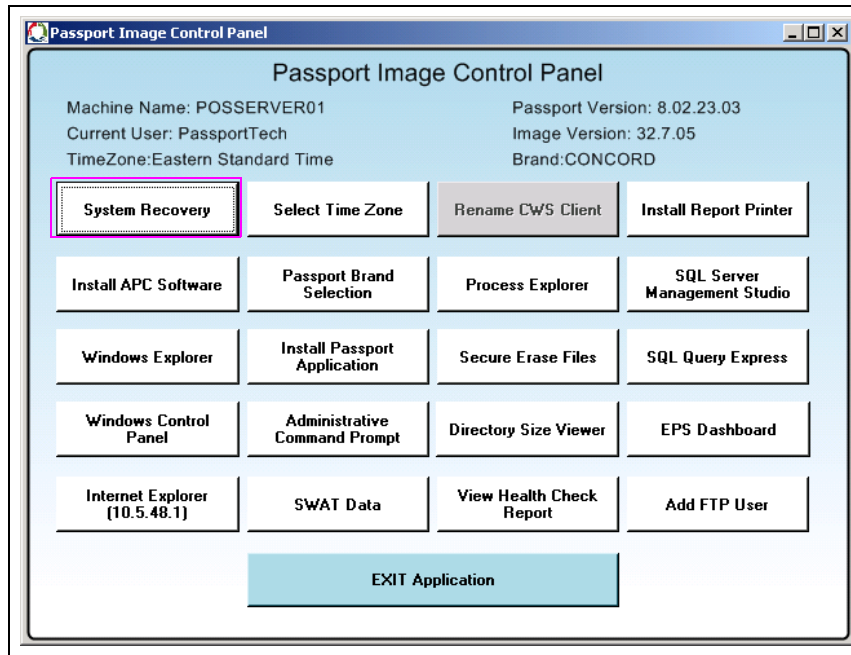 Passport Image Control Panel
Passport Image Control Panel
Machine Name: POSSERVER01
Passport Version: 8.02.23.03
Current User: PassportTech
Image Version: 32.7.05
TimeZone:Eastern Standard Time
Brand:CONCORD
System Recovery
Select Time Zone
Rename CWS Client
Install Report Printer
Install APC Software
Passport Brand
Selection
Process Explorer
SQL Server
Management Studio
Windows Explorer
Install Passport
Application
Secure Erase Files
SQL Query Express
Windows Control
Panel
Administrative
Command Prompt
Directory Size Viewer
EPS Dashboard
Internet Explorer
(10.5.48.1)
SWAT Data
View Health Check
Report
Add FTP User
EXIT Application